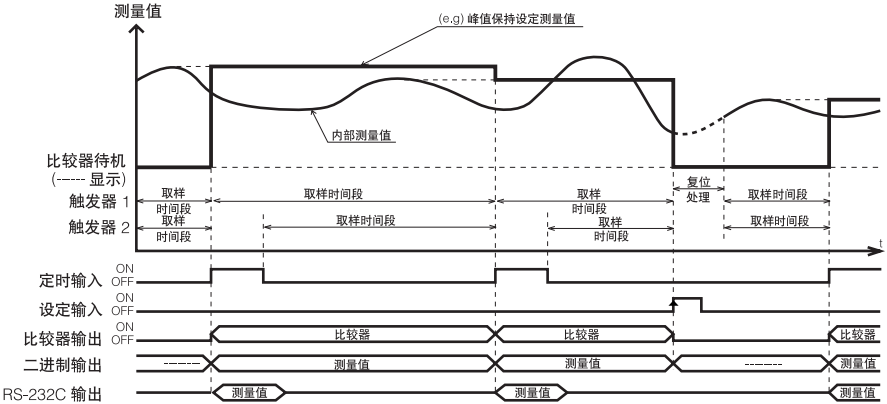 测量值
(e.g) 峰值保持设定测量值
内部测量值
比较器待机
(------ 显示)
复位
处理
触发器 1
取样
时间段
取样时间段
取样
时间段
取样时间段
触发器 2
取样
时间段
取样时间段
取样
时间段
取样时间段
t
定时输入
ON
OFF
设定输入
ON
OFF
比较器输出
ON
OFF
比较器
比较器
比较器
二进制输出
------
测量值
测量值
------
测量值
RS-232C 输出
测量值
测量值
测量值